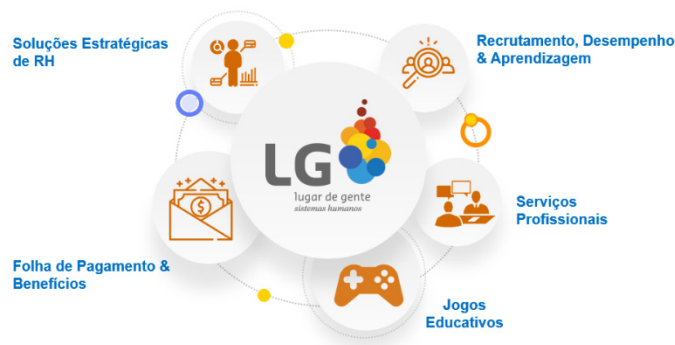 Soluções Estratégicas
de RH
Recrutamento, Desempenho
& Aprendizagem
LG
lugar de gente
sistemas humanos
$
Serviços
Profissionais
Folha de Pagamento &
Benefícios
Jogos
Educativos